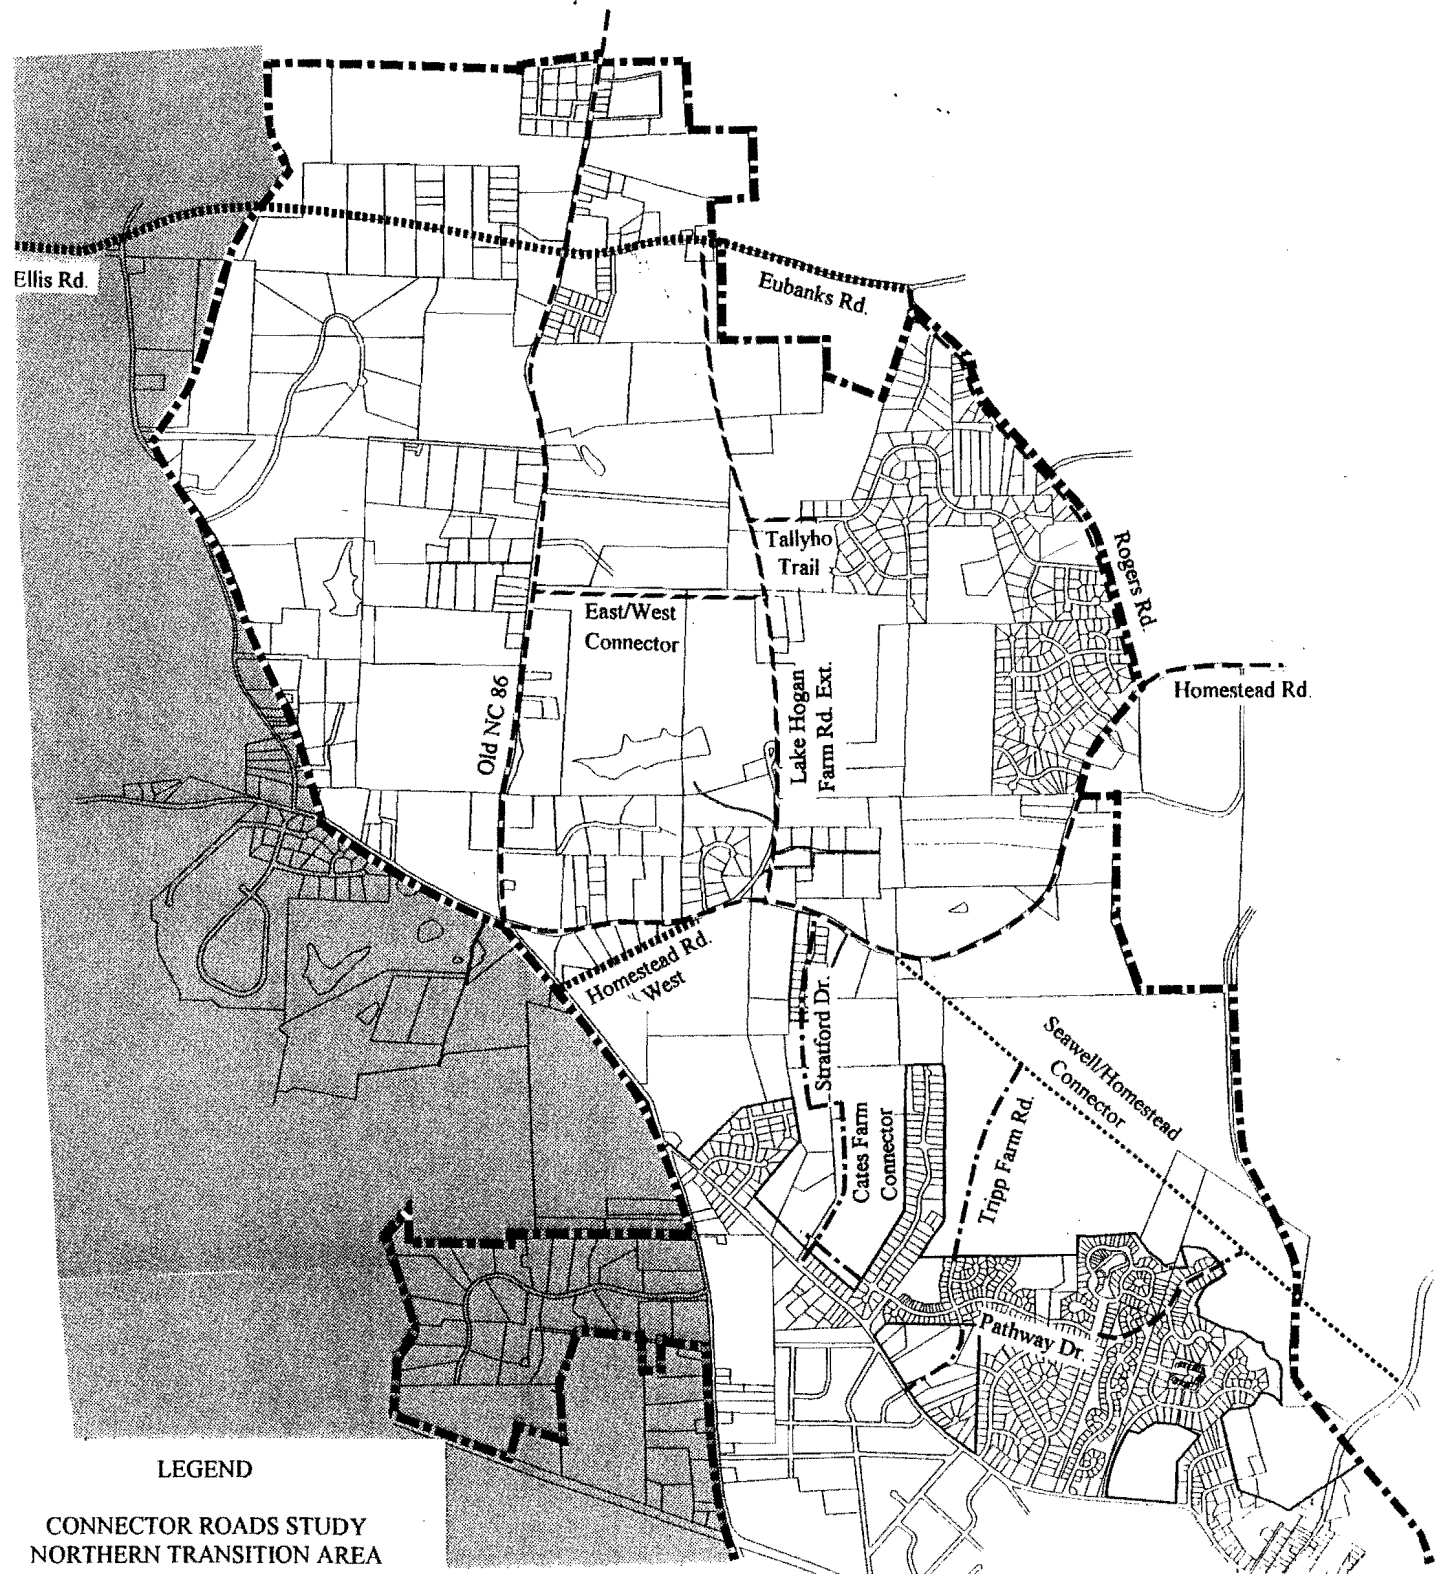 Ellis Rd.
Eubanks Rd.
Tallyho
Trail
Rogers Rd.
East/West
Connector
Homestead Rd.
Old NC 86
Lake Hogan
Farm Rd. Ext.
Homestead Rd.
West
Stratford Dr.
Seawell/Homestead
Connector
Cates Farm
Connector
Tripp Farm Rd.
Pathway Dr.
LEGEND
CONNECTOR ROADS STUDY
NORTHERN TRANSITION AREA